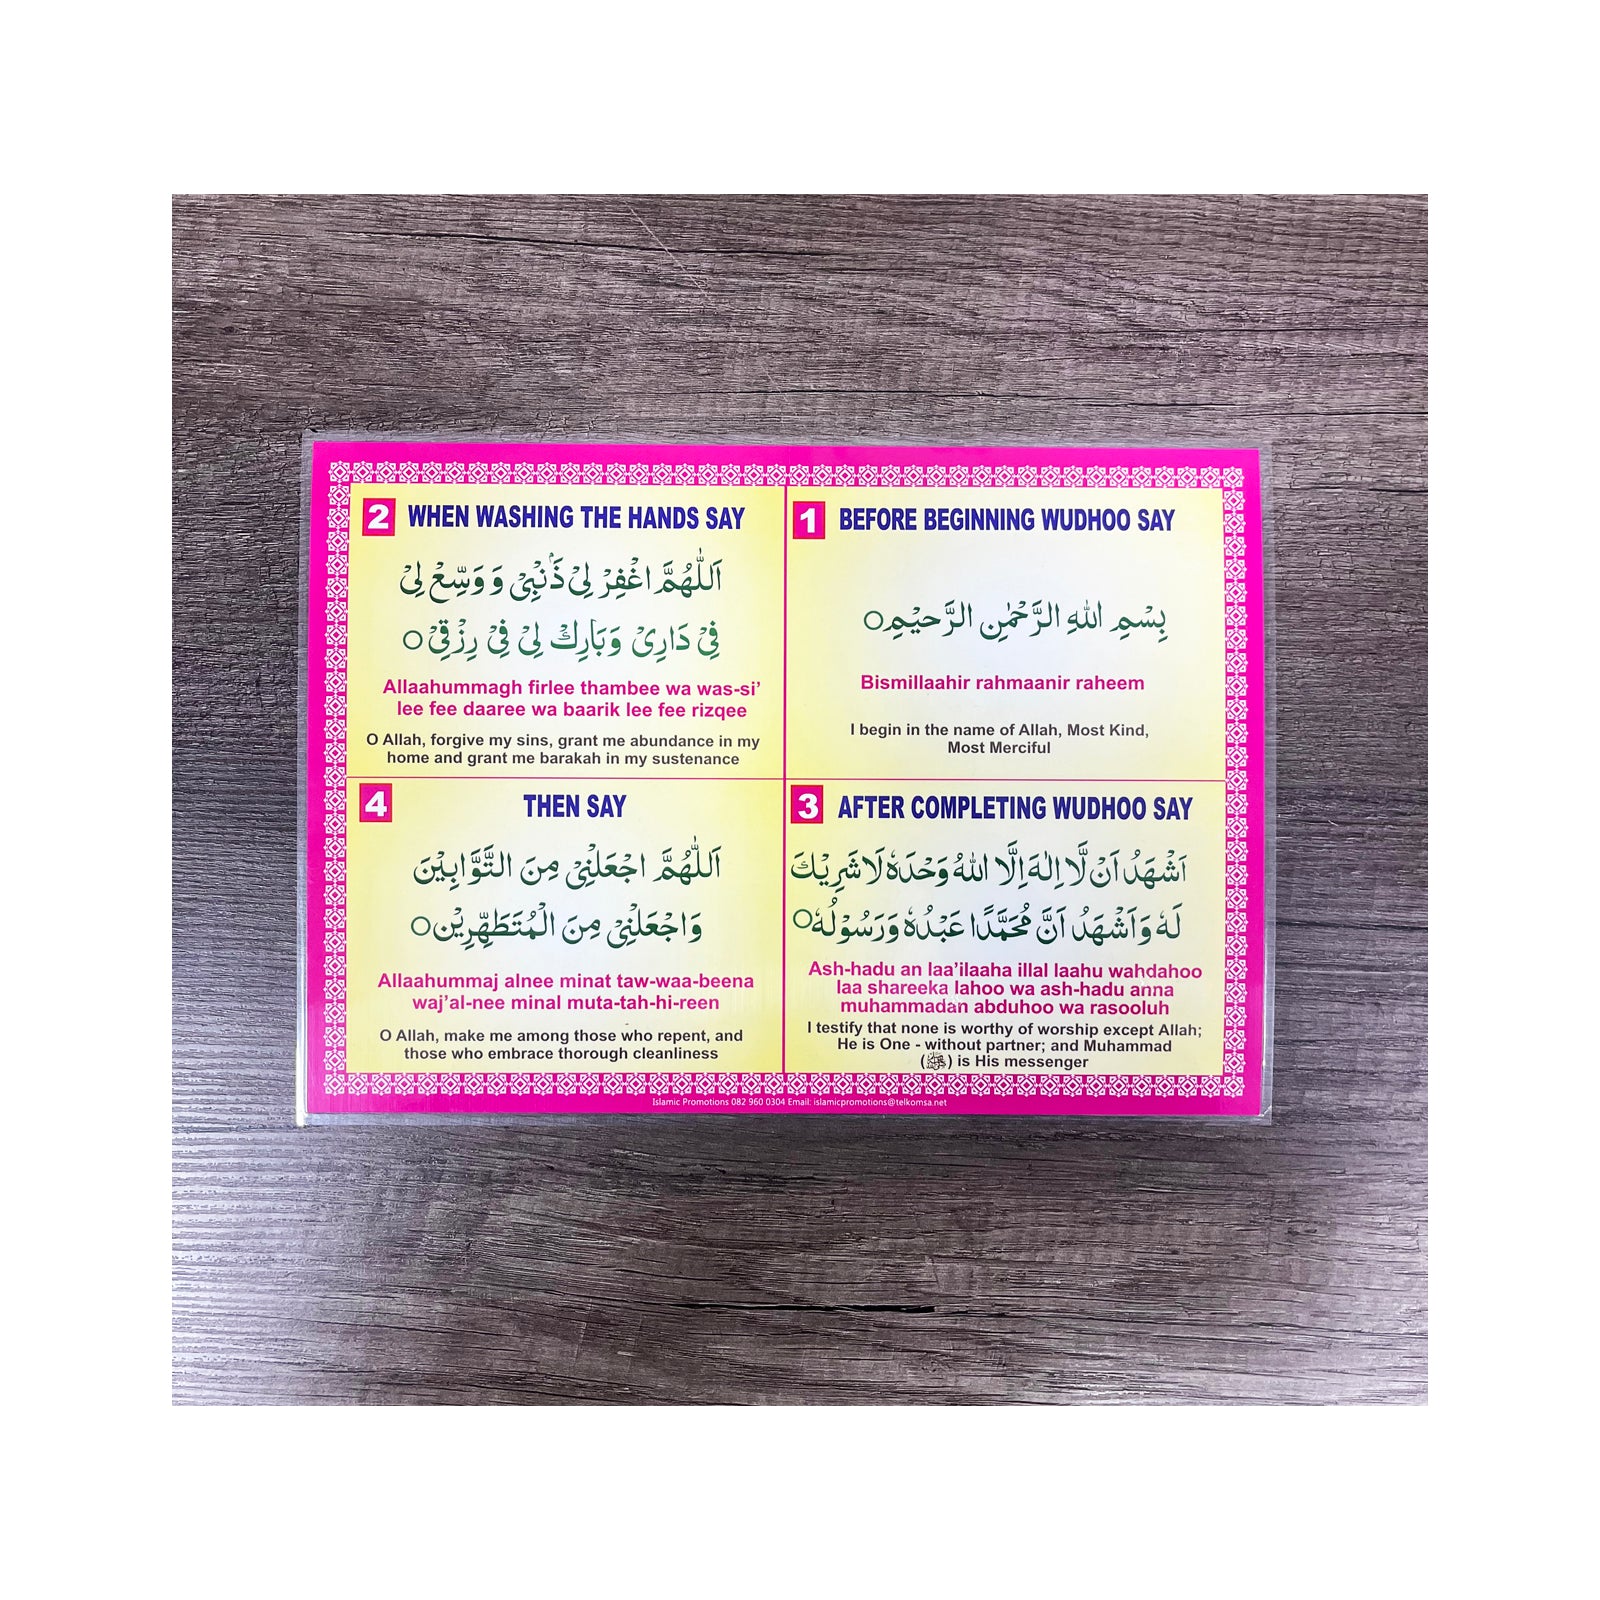 1 BEFORE BEGINNING WUDHOO SAY
بِسْمِ اللهِ الرَّحْمٰنِ الرَّحِيْمِ○
Bismillaahir rahmaanir raheem
I begin in the name of Allah, Most Kind,
Most Merciful
2 WHEN WASHING THE HANDS SAY
اَللّٰهُمَّ اغْفِرْ لِيْ ذَنْۢبِيْ وَ وَسِّعْ لِيْ
فِيْ دَارِيْ وَبَارِكْ لِيْ فِيْ رِزْقِيْ○
Allaahummagh firlee thambee wa was-si’
lee fee daaree wa baarik lee fee rizqee
O Allah, forgive my sins, grant me abundance in my
home and grant me barakah in my sustenance
3 AFTER COMPLETING WUDHOO SAY
اَشْهَدُ اَنْ لَّا اِلٰهَ اِلَّا اللهُ وَحْدَهٗ لَا شَرِيْكَ
لَهٗ وَاَشْهَدُ اَنَّ مُحَمَّدًا عَبْدُهٗ وَرَسُوْلُهٗ○
Ash-hadu an laa’ilaaha illal laahu wahdahoo
laa shareeka lahoo wa ash-hadu anna
muhammadan abduhoo wa rasooluh
I testify that none is worthy of worship except Allah;
He is One - without partner; and Muhammad
(ﷺ) is His messenger
4 THEN SAY
اَللّٰهُمَّ اجْعَلْنِيْ مِنَ التَّوَّابِيْنَ
وَاجْعَلْنِيْ مِنَ الْمُتَطَهِّرِيْن○
Allaahummaj alnee minat taw-waa-beena
waj’al-nee minal muta-tah-hi-reen
O Allah, make me among those who repent, and
those who embrace thorough cleanliness
Islamic Promotions 082 960 0304 Email: islamicpromotions@telkomsa.net